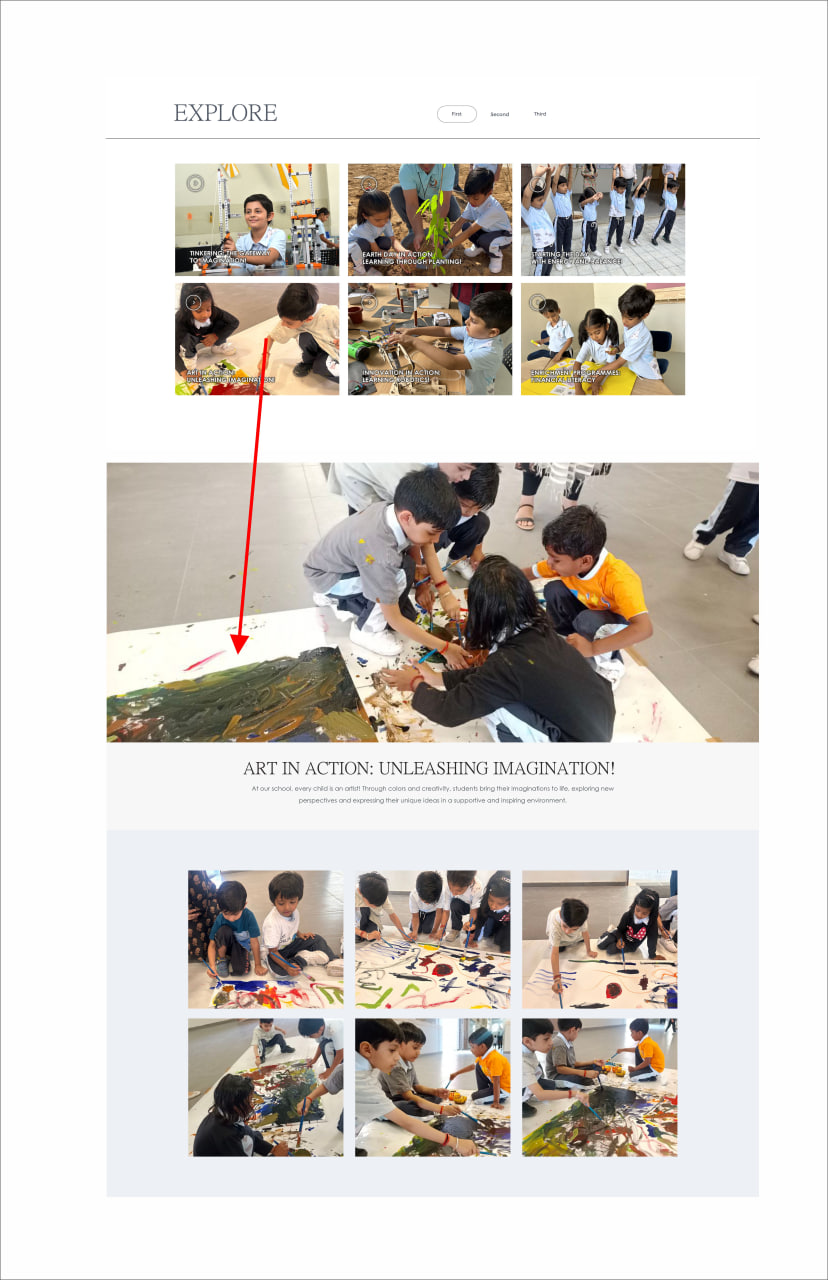 EXPLORE
First
Second
Third
TINKERING: THE GATEWAY
TO IMAGINATION!
EARTH DAY IN ACTION:
LEARNING THROUGH PLANTING!
STARTING THE DAY
WITH ENERGY AND BALANCE!
ART IN ACTION:
UNLEASHING IMAGINATION!
INNOVATION IN ACTION:
LEARNING ROBOTICS!
ENRICHMENT PROGRAMMES:
FINANCIAL LITERACY
ART IN ACTION: UNLEASHING IMAGINATION!
At our school, every child is an artist! Through colors and creativity, students bring their imaginations to life, exploring new
perspectives and expressing their unique ideas in a supportive and inspiring environment.